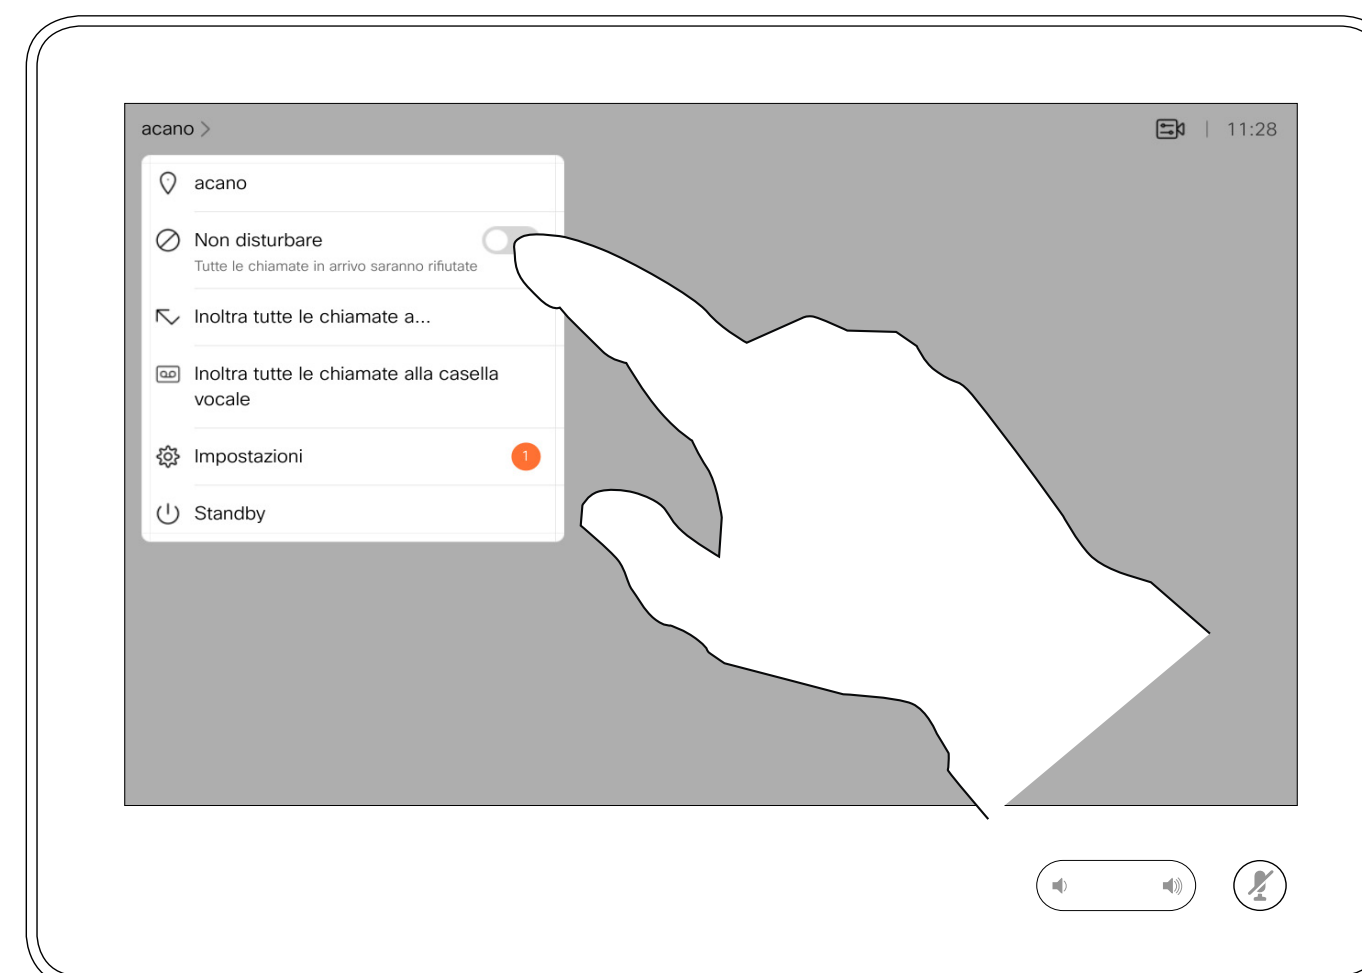 acano
11:28
acano
Non disturbare
Tutte le chiamate in arrivo saranno rifiutate
Inoltra tutte le chiamate a...
Inoltra tutte le chiamate alla casella
vocale
Impostazioni
1
Standby